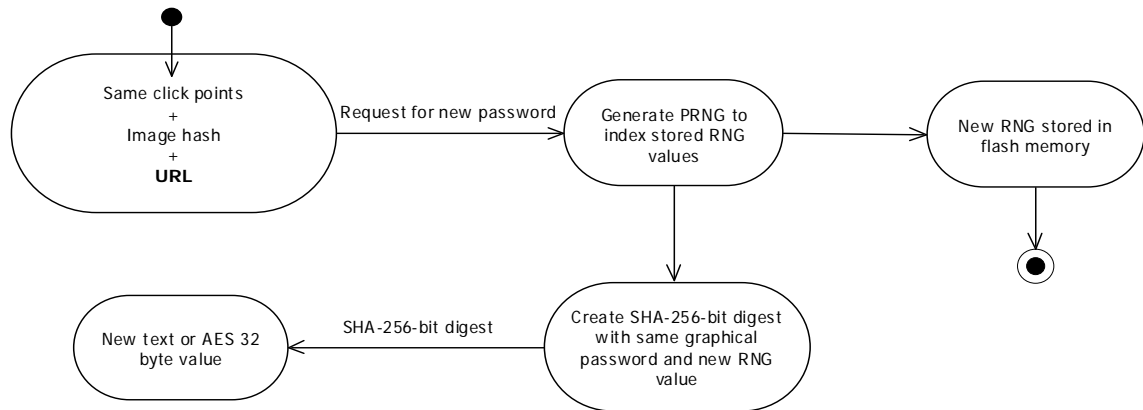 Same click points
+
Image hash
+
URL
Request for new password
Generate PRNG to
index stored RNG
values
New RNG stored in
flash memory
Create SHA-256-bit digest
with same graphical
password and new RNG
value
SHA-256-bit digest
New text or AES 32
byte value